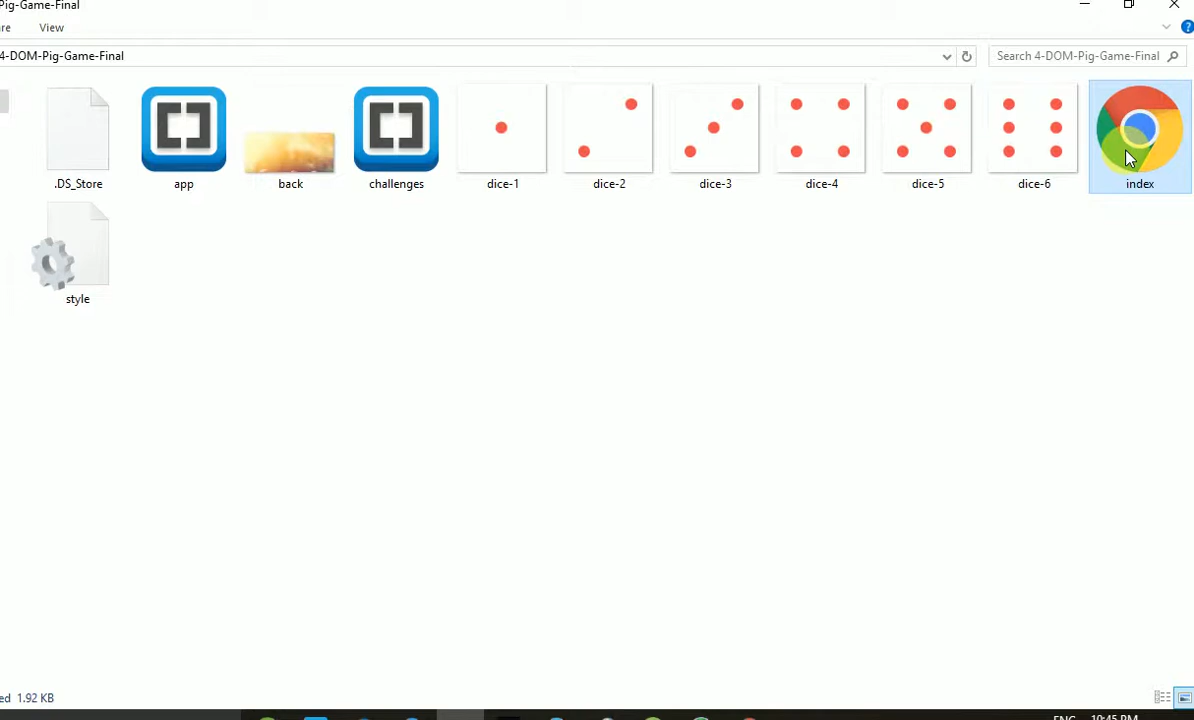 Pig-Game-Final
re View
4-DOM-Pig-Game-Final Search 4-DOM-Pig-Game-Final
.DS_Store app back challenges dice-1 dice-2 dice-3 dice-4 dice-5 dice-6 index
style
ed 1.92 KB
ENG 10:45 PM